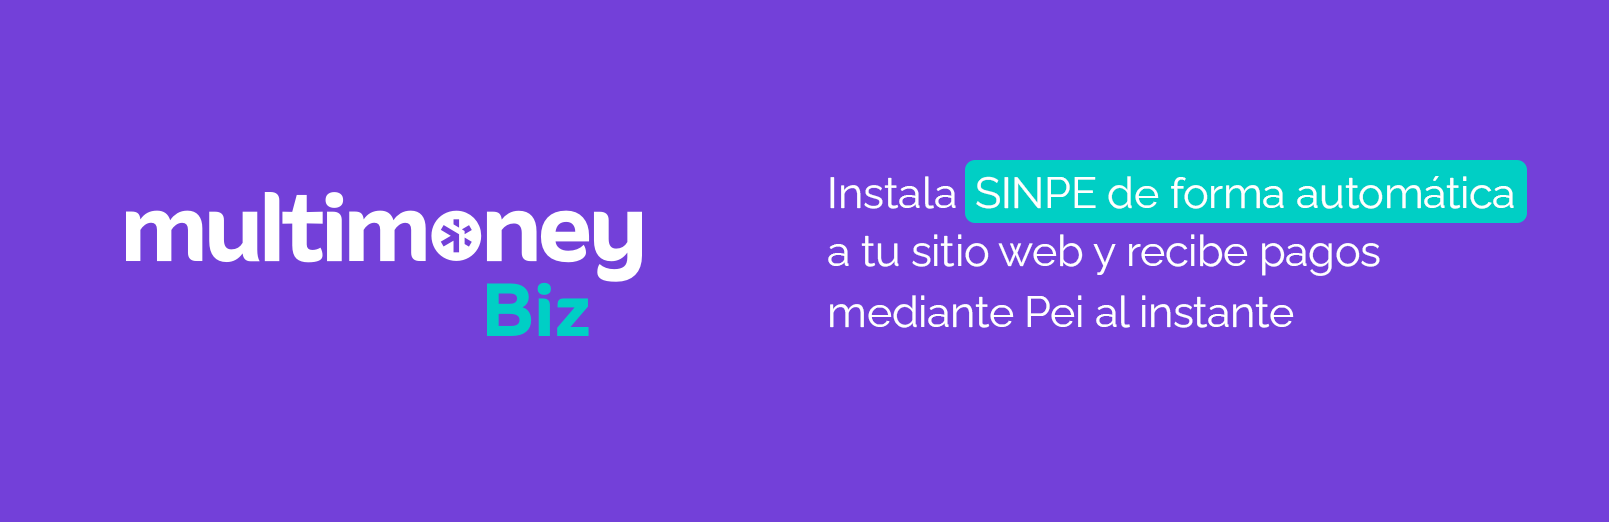 multimoney
Biz
Instala SINPE de forma automática
a tu sitio web y recibe pagos
mediante Pei al instante